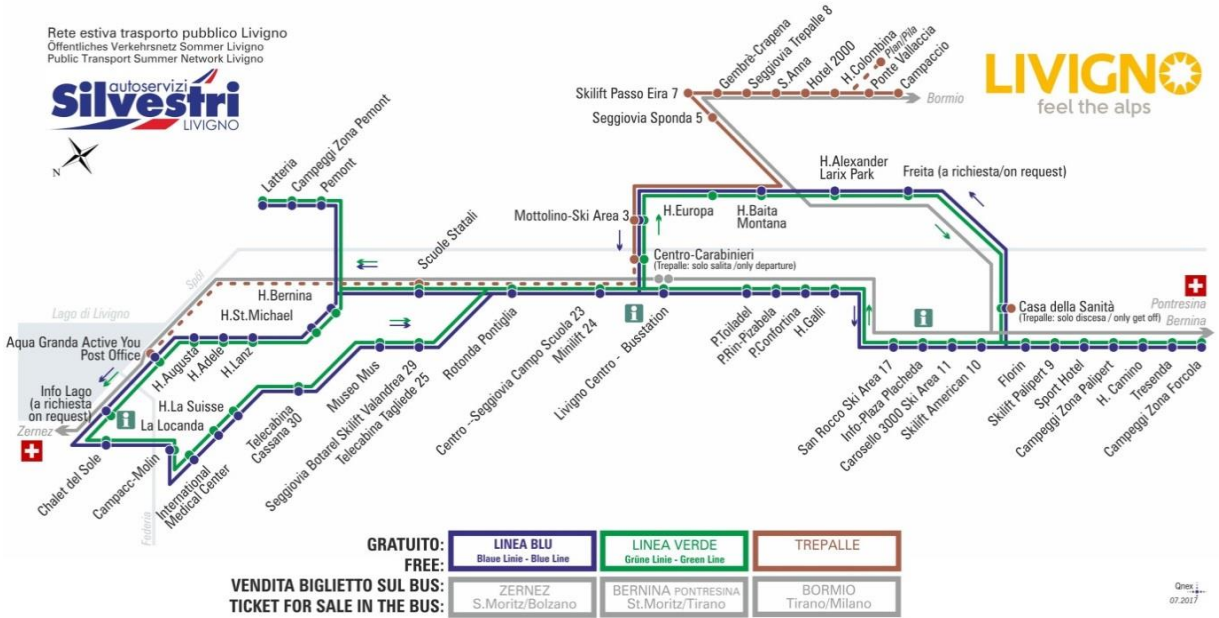 Rete estiva trasporto pubblico Livigno
Öffentliches Verkehrsnetz Sommer Livigno
Public Transport Summer Network Livigno
autoservizi
Silvestri
LIVIGNO
N
LIVIGNO
feel the alps
Gembrè-Crapena
Seggiovia Trepalle 8
S.Anna
Hotel 2000
H.Colombina
Plan/Pila
Ponte Vallaccia
Campaccio
Skilift Passo Eira 7
Bormio
Seggiovia Sponda 5
Latteria
Campeggi Zona Pemont
Pemont
H.Alexander
Larix Park
Freita (a richiesta/on request)
Mottolino-Ski Area 3
H.Europa
H.Baita
Montana
Scuole Statali
Centro-Carabinieri
(Trepalle: solo salita /only departure)
Spöl
H.Bernina
H.St.Michael
Lago di Livigno
Aqua Granda Active You
Post Office
H.Augusta
H.Adele
H.Lanz
Info Lago
(a richiesta
on request)
i
H.La Suisse
La Locanda
Zernez
Chalet del Sole
Campacc-Molin
International
Medical Center
Federia
Telecabina
Cassana 30
Museo Mus
Seggiovia Botarel Skilift Valandrea 29
Telecabina Tagliede 25
Rotonda Pontiglia
Centro --Seggiovia Campo Scuola 23
Minilift 24
i
Livigno Centro - Busstation
P.Toiladel
P.Rin-Pzabela
P.Confortina
H.Galli
i
Casa della Sanità
(Trepalle: solo discesa / only get off)
Pontresina
Bernina
San Rocco Ski Area 17
Info-Plaza Placheda
Carosello 3000 Ski Area 11
Skilift American 10
Florin
Skilift Palipert 9
Sport Hotel
Campeggi Zona Palipert
H. Camino
Tresenda
Campeggi Zona Forcola
GRATUITO:
FREE:
LINEA BLU
Blaue Linie - Blue Line
LINEA VERDE
Grüne Linie - Green Line
TREPALLE
VENDITA BIGLIETTO SUL BUS:
TICKET FOR SALE IN THE BUS:
ZERNEZ
S.Moritz/Bolzano
BERNINA PONTRESINA
St.Moritz/Tirano
BORMIO
Tirano/Milano
Qnex
07.2017